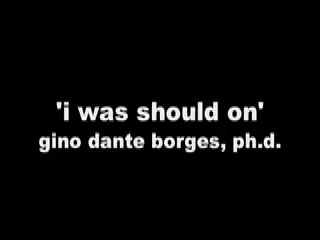 'i was should on'
gino dante borges, ph.d.